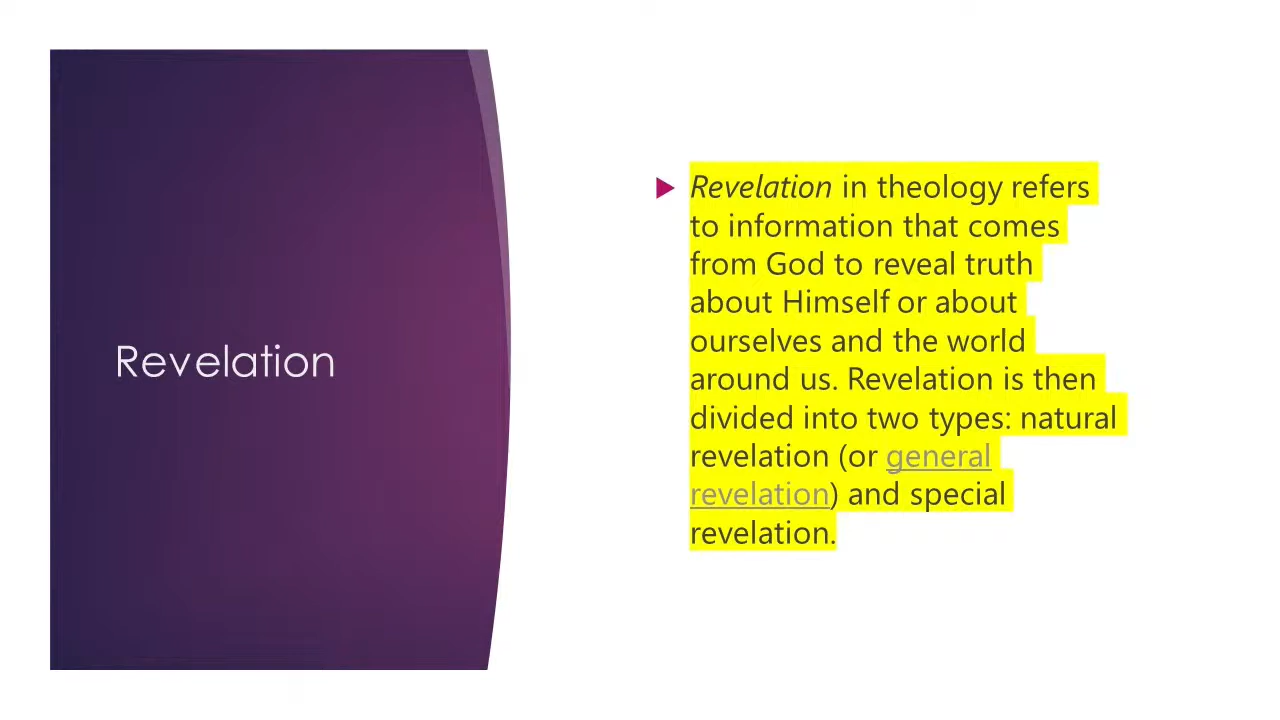 Revelation
Revelation in theology refers
to information that comes
from God to reveal truth
about Himself or about
ourselves and the world
around us. Revelation is then
divided into two types: natural
revelation (or general
revelation) and special
revelation.